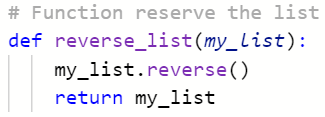 # Function reserve the list
def reverse_list(my_list):
    my_list.reverse()
    return my_list